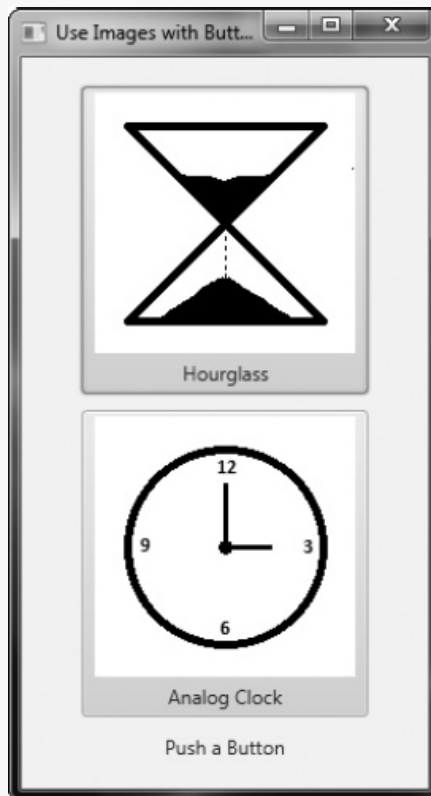 Use Images with Butt...
Hourglass
12
9
3
6
Analog Clock
Push a Button